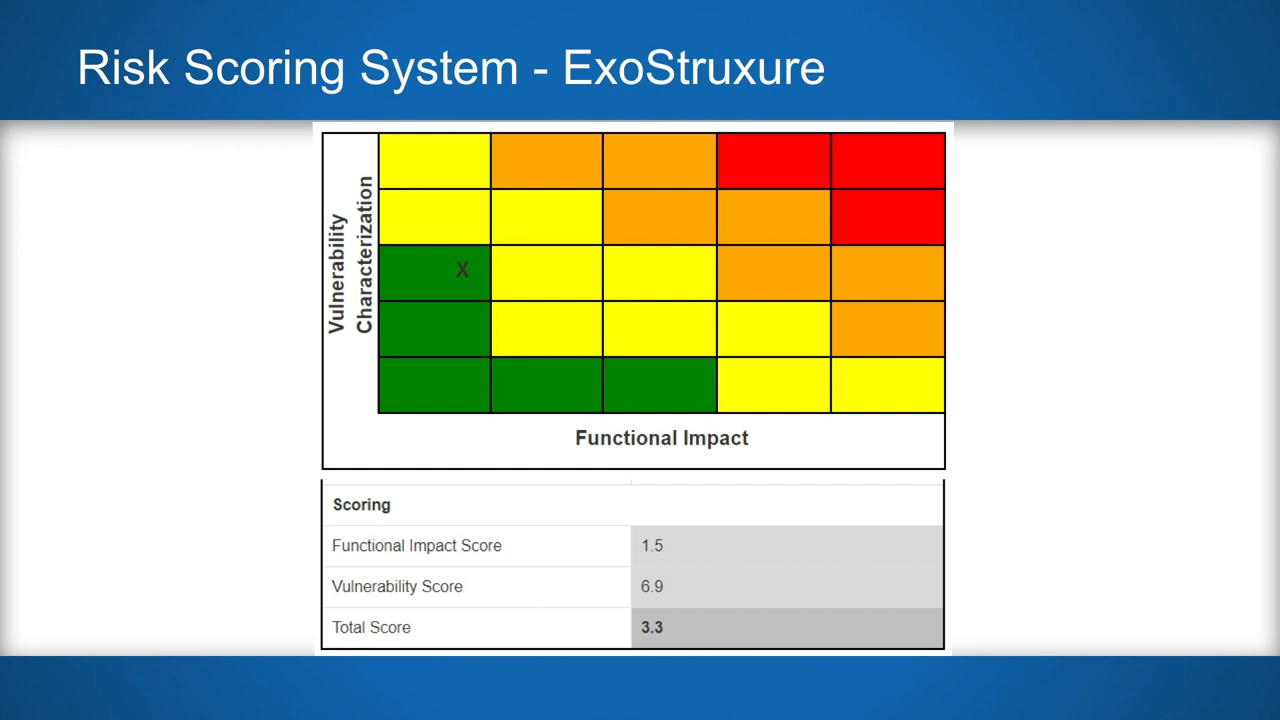 Risk Scoring System - ExoStruxure
Vulnerability
Characterization
X
Functional Impact
Scoring
Functional Impact Score 1.5
Vulnerability Score 6.9
Total Score 3.3